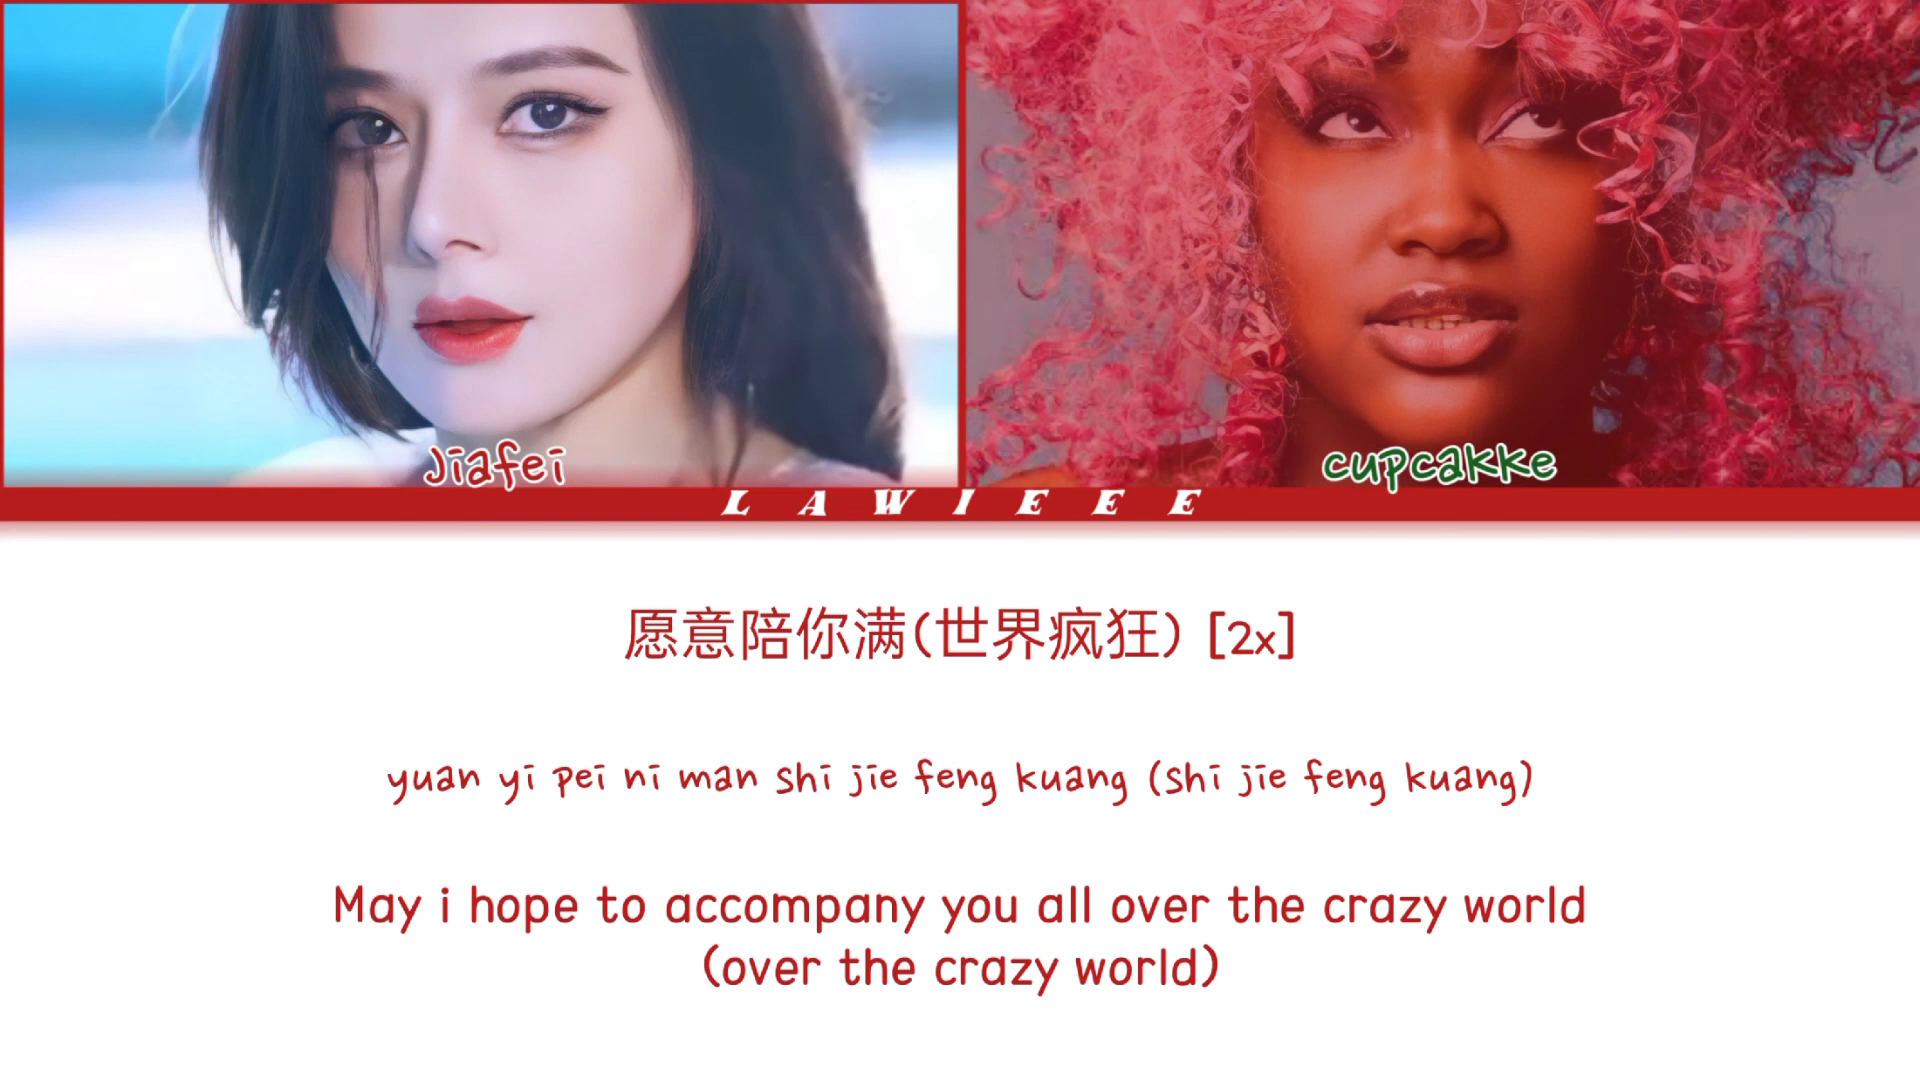 Jiafei
cupcakke
LAWIEEE
愿意陪你满(世界疯狂) [2x]
yuan yi pei ni man shi jie feng kuang (shi jie feng kuang)
May i hope to accompany you all over the crazy world
(over the crazy world)